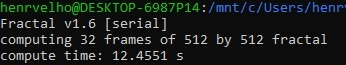 henrvelho@DESKTOP-6987P14:/mnt/c/Users/henr
Fractal v1.6 [serial]
computing 32 frames of 512 by 512 fractal
compute time: 12.4551 s